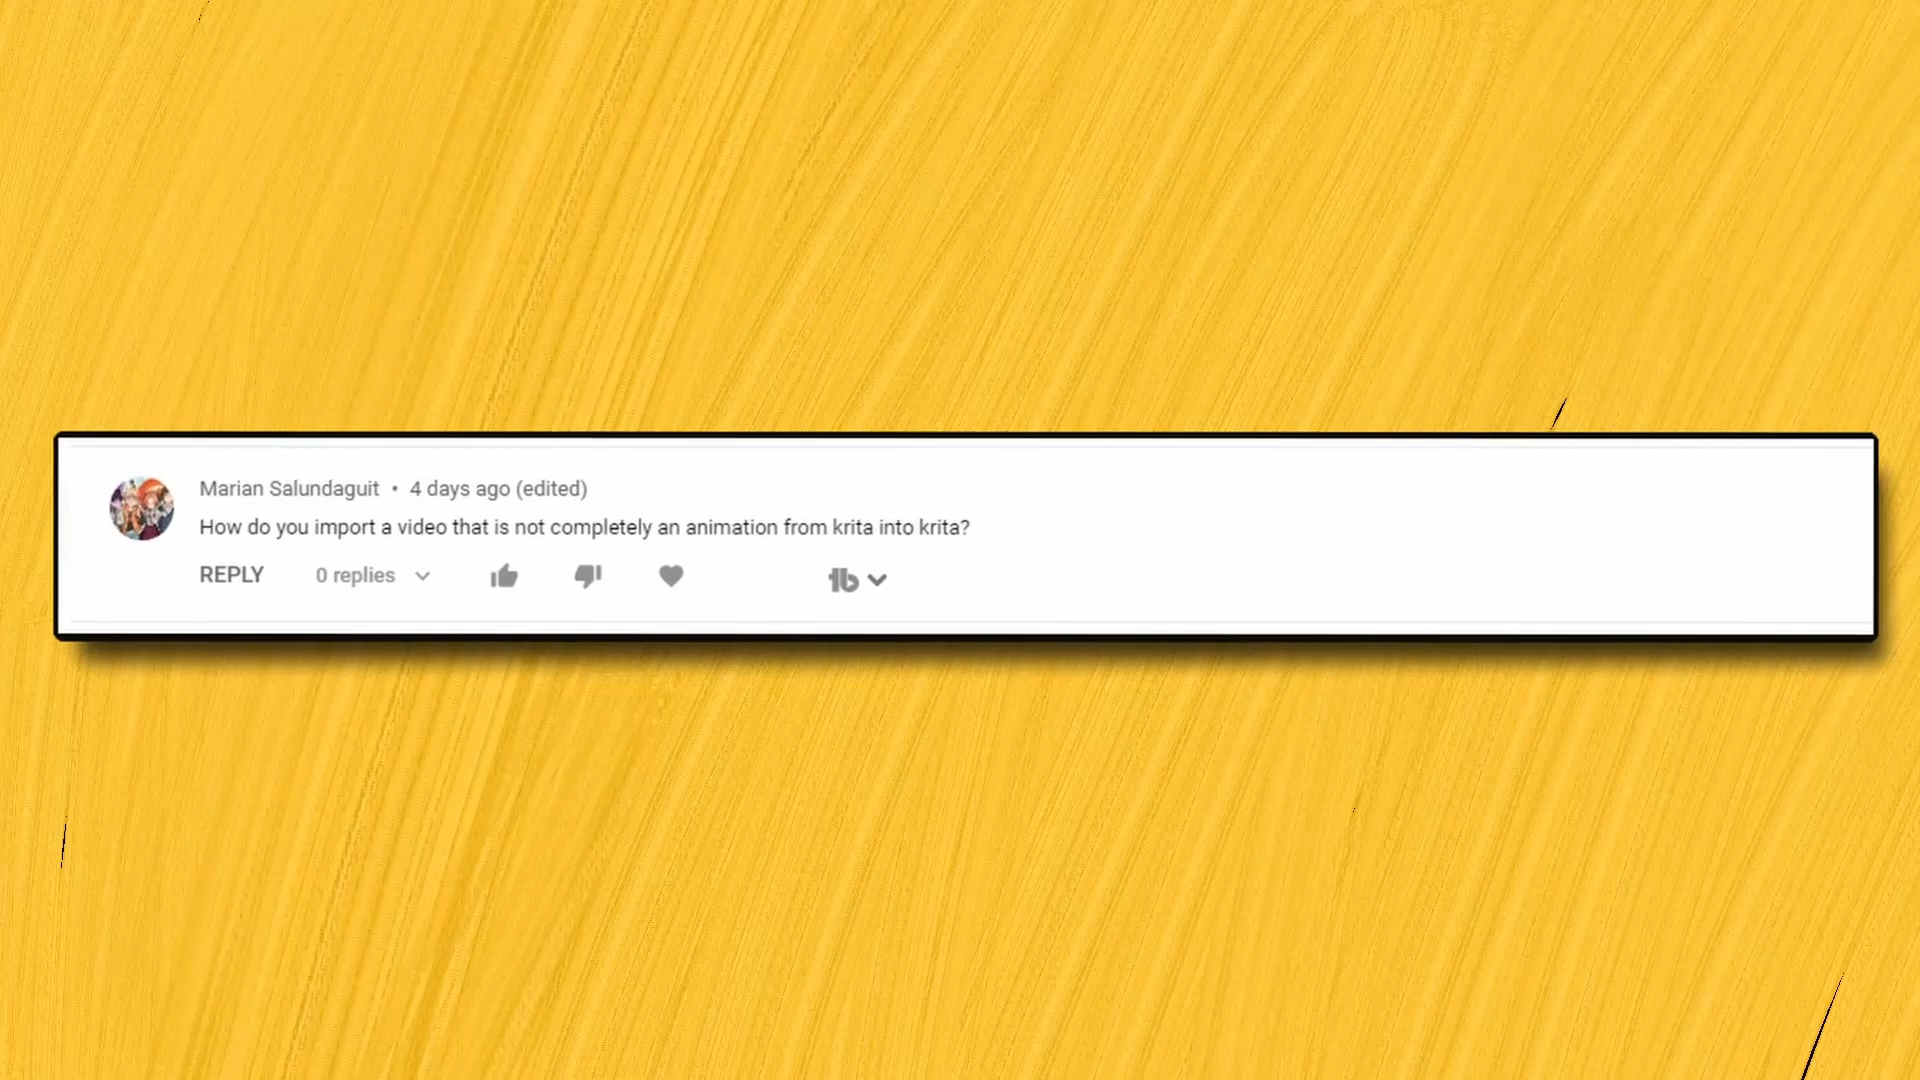 Marian Salundaguit • 4 days ago (edited)
How do you import a video that is not completely an animation from krita into krita?
REPLY 0 replies